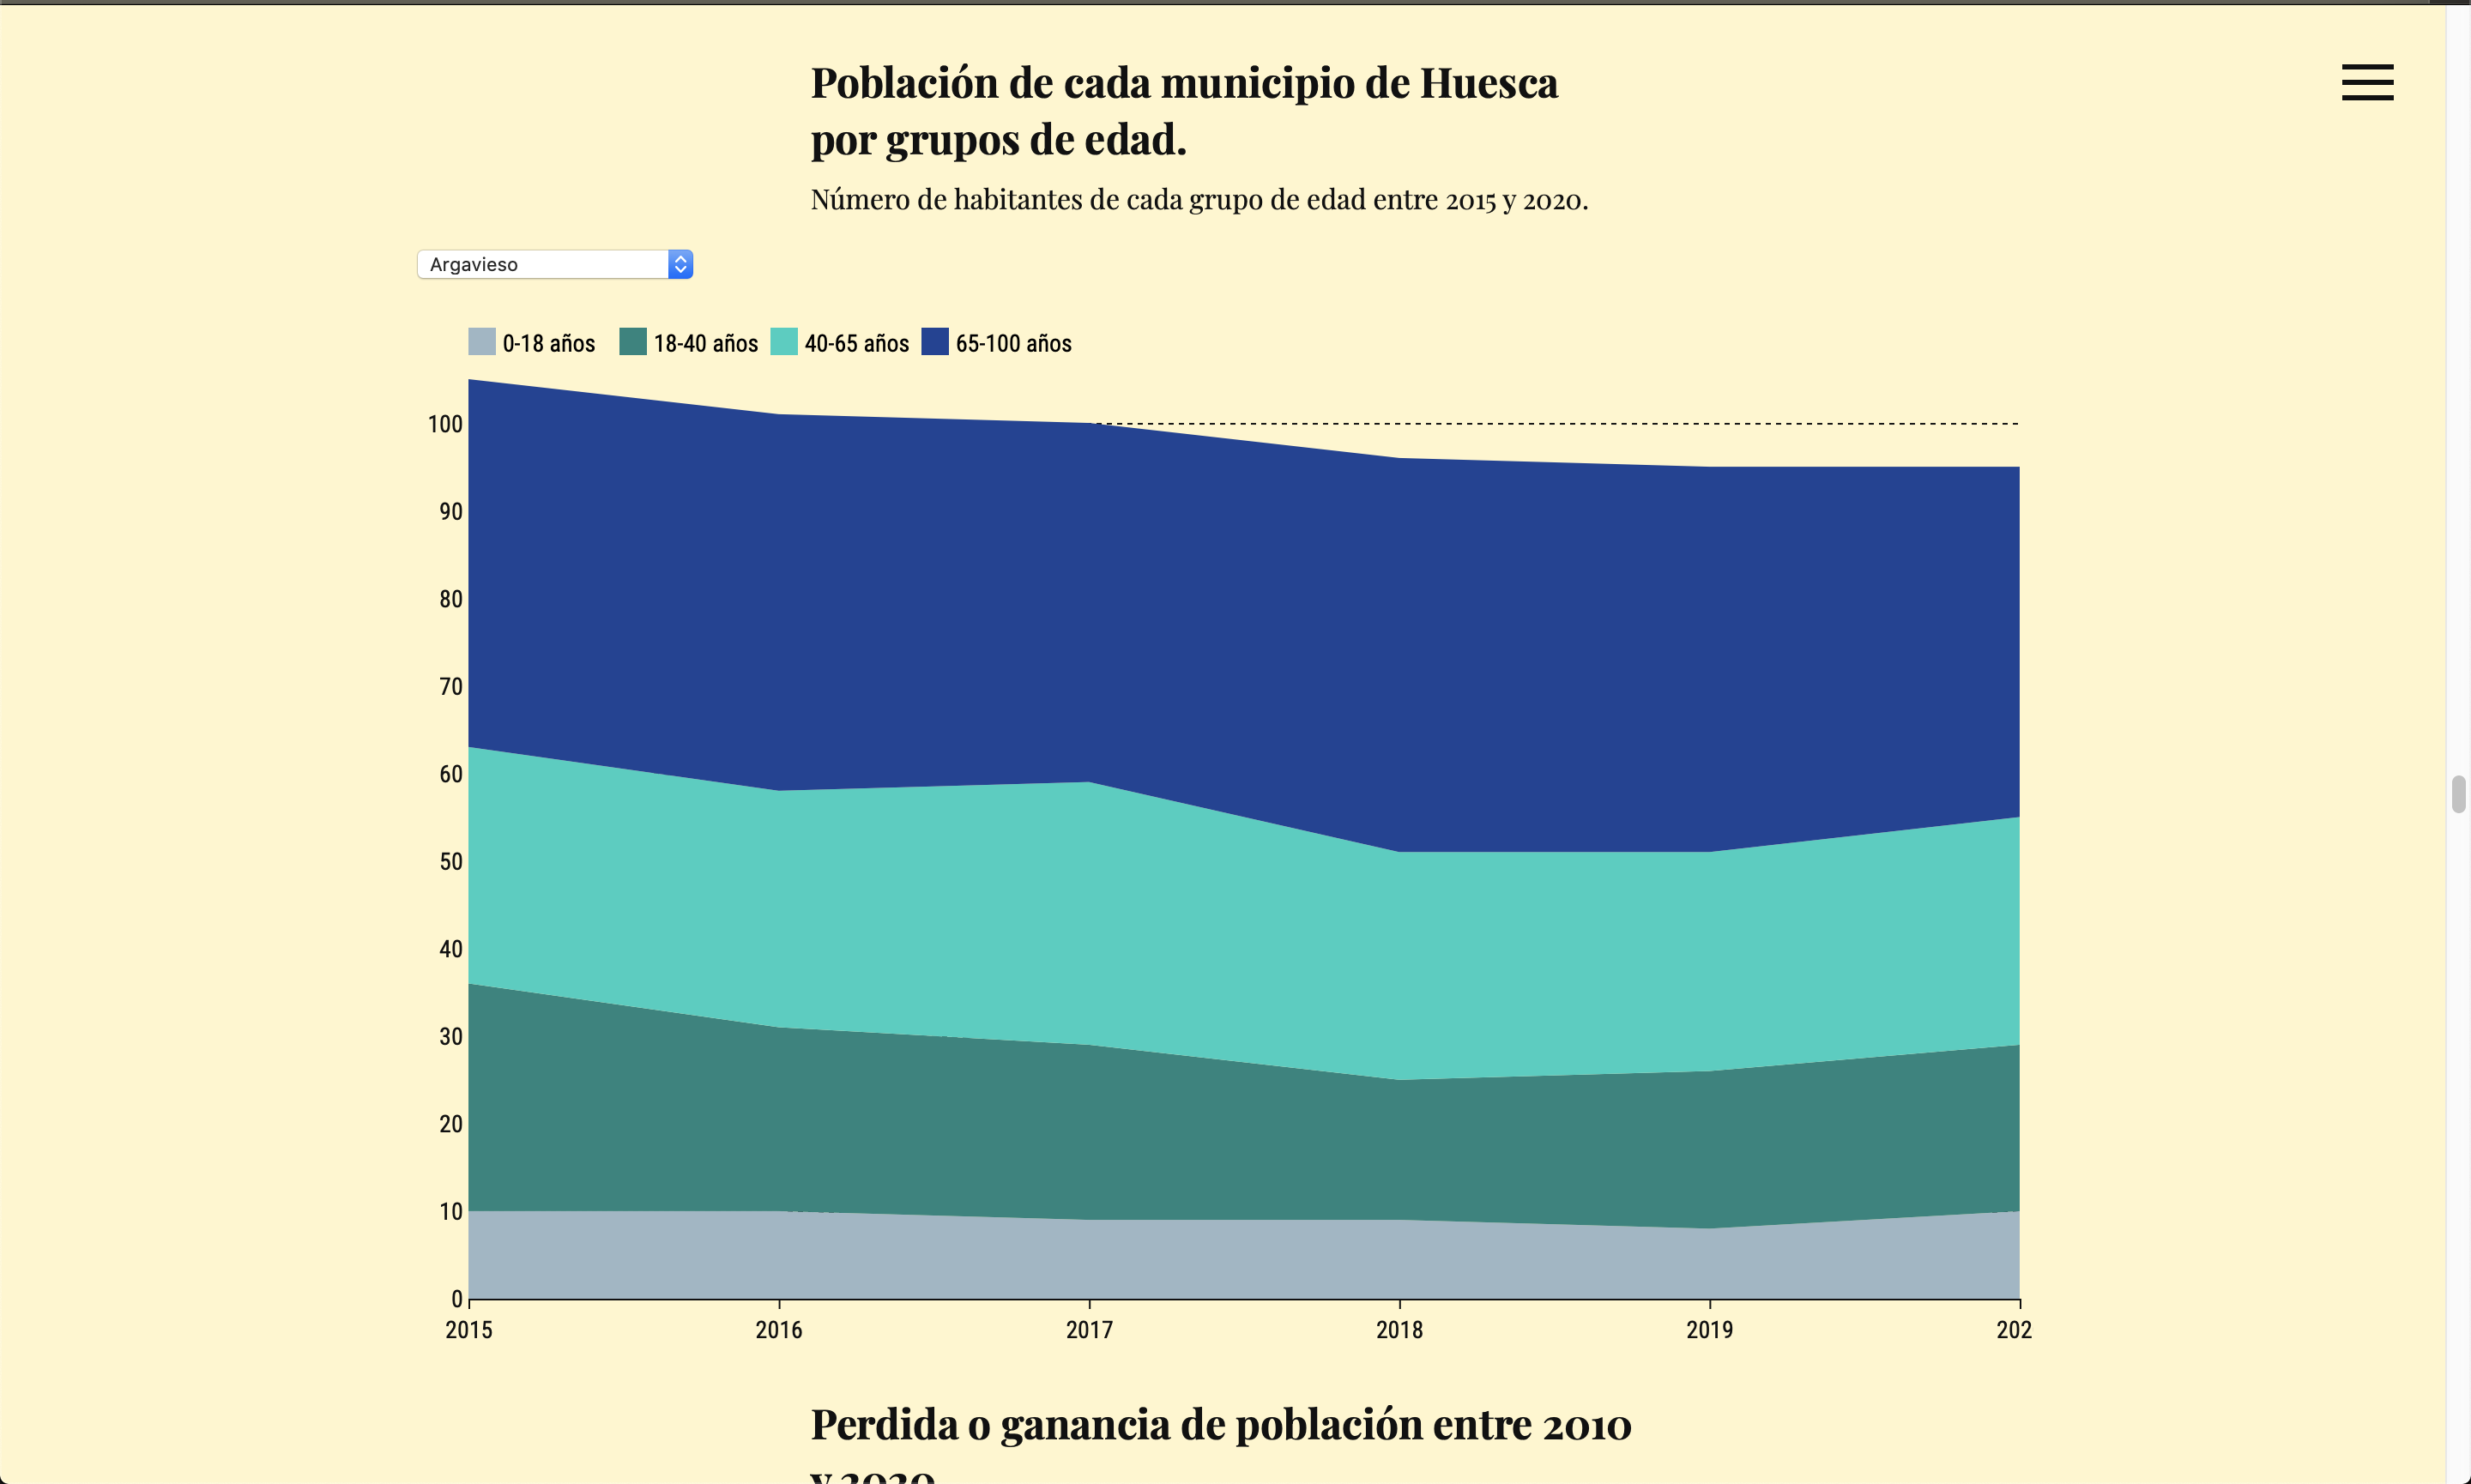 Población de cada municipio de Huesca
por grupos de edad.
Número de habitantes de cada grupo de edad entre 2015 y 2020.
Argavieso
0-18 años 18-40 años 40-65 años 65-100 años
100
90
80
70
60
50
40
30
20
10
0
2015 2016 2017 2018 2019 202
Perdida o ganancia de población entre 2010
y 2020